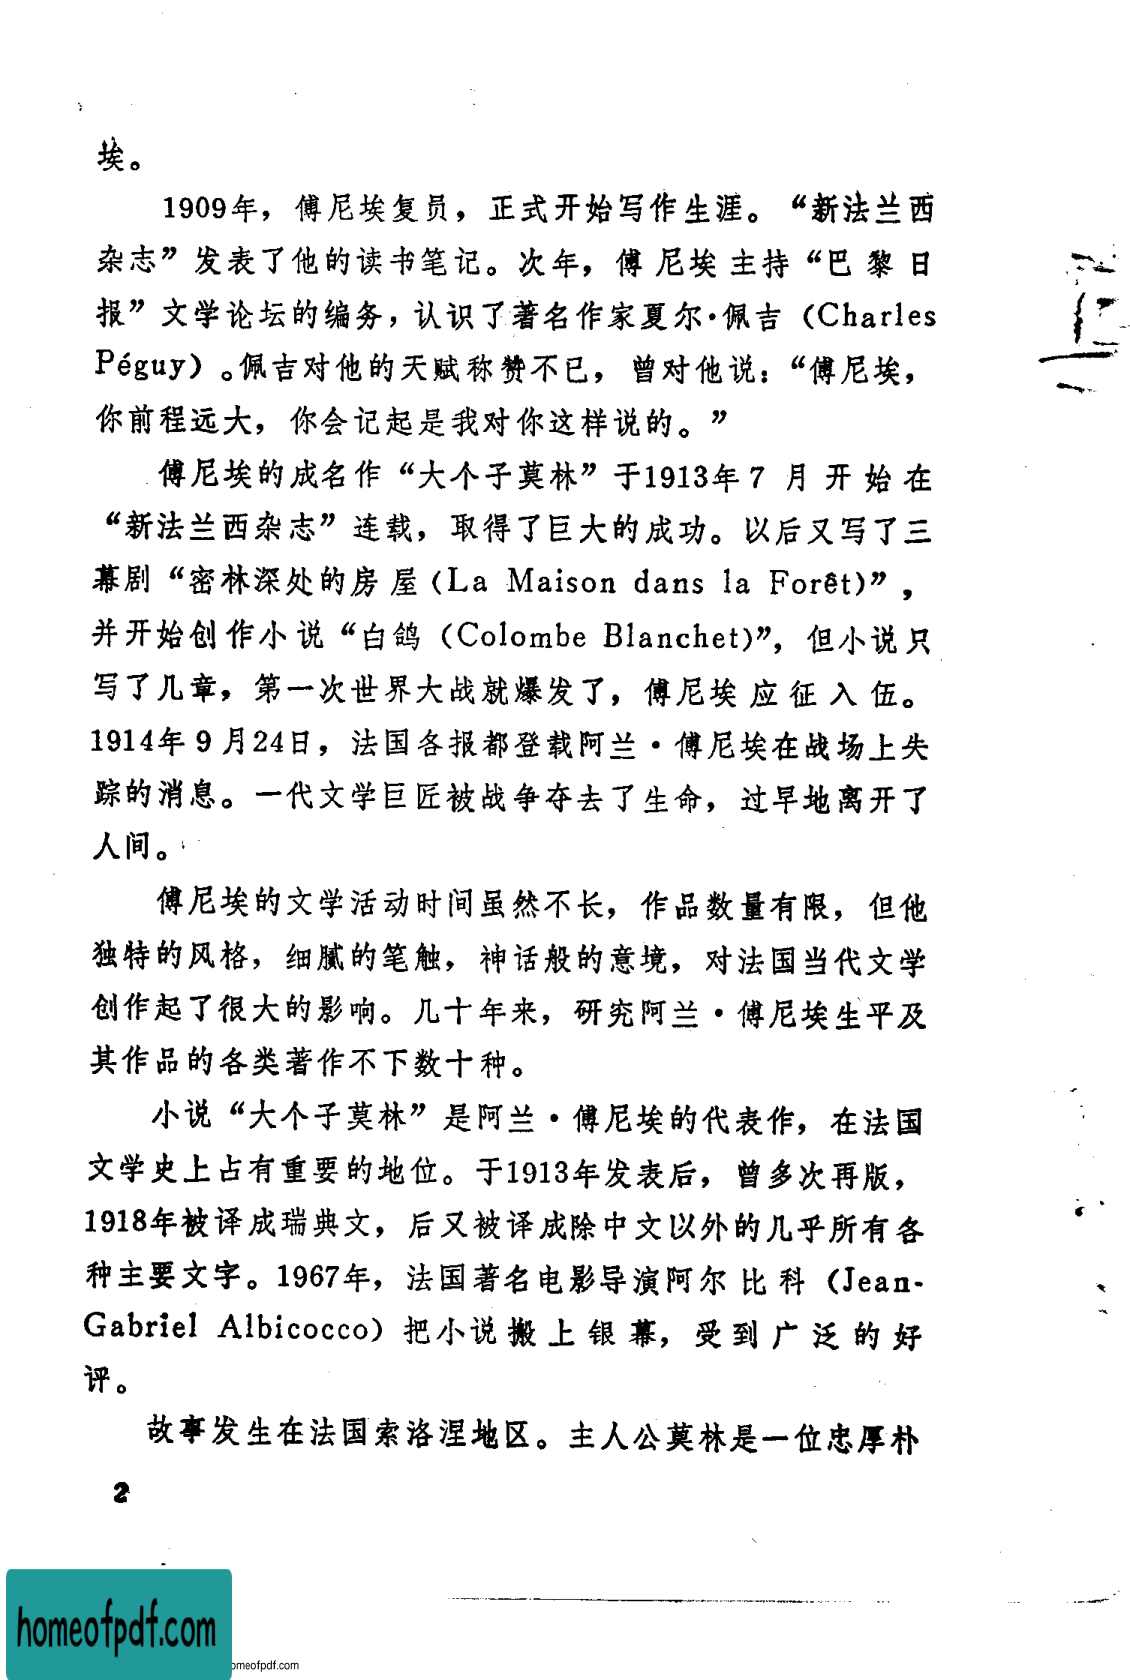 埃。
1909年，傅尼埃复员，正式开始写作生涯。“新法兰西
杂志”发表了他的读书笔记。次年，傅尼埃主持“巴黎日
报”文学论坛的编务，认识了著名作家夏尔·佩吉（Charles
Péguy）。佩吉对他的天赋称赞不已，曾对他说：“傅尼埃，
你前程远大，你会记起是我对你这样说的。”
傅尼埃的成名作“大个子莫林”于1913年7月开始在
“新法兰西杂志”连载，取得了巨大的成功。以后又写了三
幕剧“密林深处的房屋（La Maison dans la Forêt）”，
并开始创作小说“白鸽（Colombe Blanchet）”，但小说只
写了几章，第一次世界大战就爆发了，傅尼埃应征入伍。
1914年9月24日，法国各报都登载阿兰·傅尼埃在战场上失
踪的消息。一代文学巨匠被战争夺去了生命，过早地离开了
人间。
傅尼埃的文学活动时间虽然不长，作品数量有限，但他
独特的风格，细腻的笔触，神话般的意境，对法国当代文学
创作起了很大的影响。几十年来，研究阿兰·傅尼埃生平及
其作品的各类著作不下数十种。
小说“大个子莫林”是阿兰·傅尼埃的代表作，在法国
文学史上占有重要的地位。于1913年发表后，曾多次再版，
1918年被译成瑞典文，后又被译成除中文以外的几乎所有各
种主要文字。1967年，法国著名电影导演阿尔比科（Jean-
Gabriel Albicocco）把小说搬上银幕，受到广泛的好
评。
故事发生在法国索洛涅地区。主人公莫林是一位忠厚朴
2
homeofpdf.com
omeofpdf.com